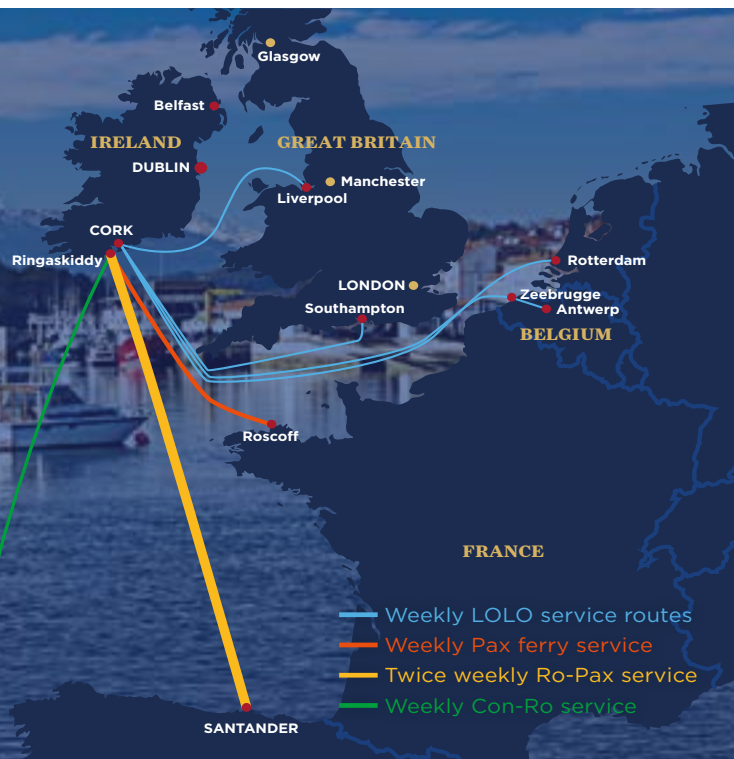 Glasgow
Belfast
IRELAND
GREAT BRITAIN
DUBLIN
Manchester
Liverpool
CORK
Ringaskiddy
Rotterdam
LONDON
Zeebrugge
Southampton
Antwerp
BELGIUM
Roscoff
FRANCE
Weekly LOLO service routes
Weekly Pax ferry service
Twice weekly Ro-Pax service
Weekly Con-Ro service
SANTANDER